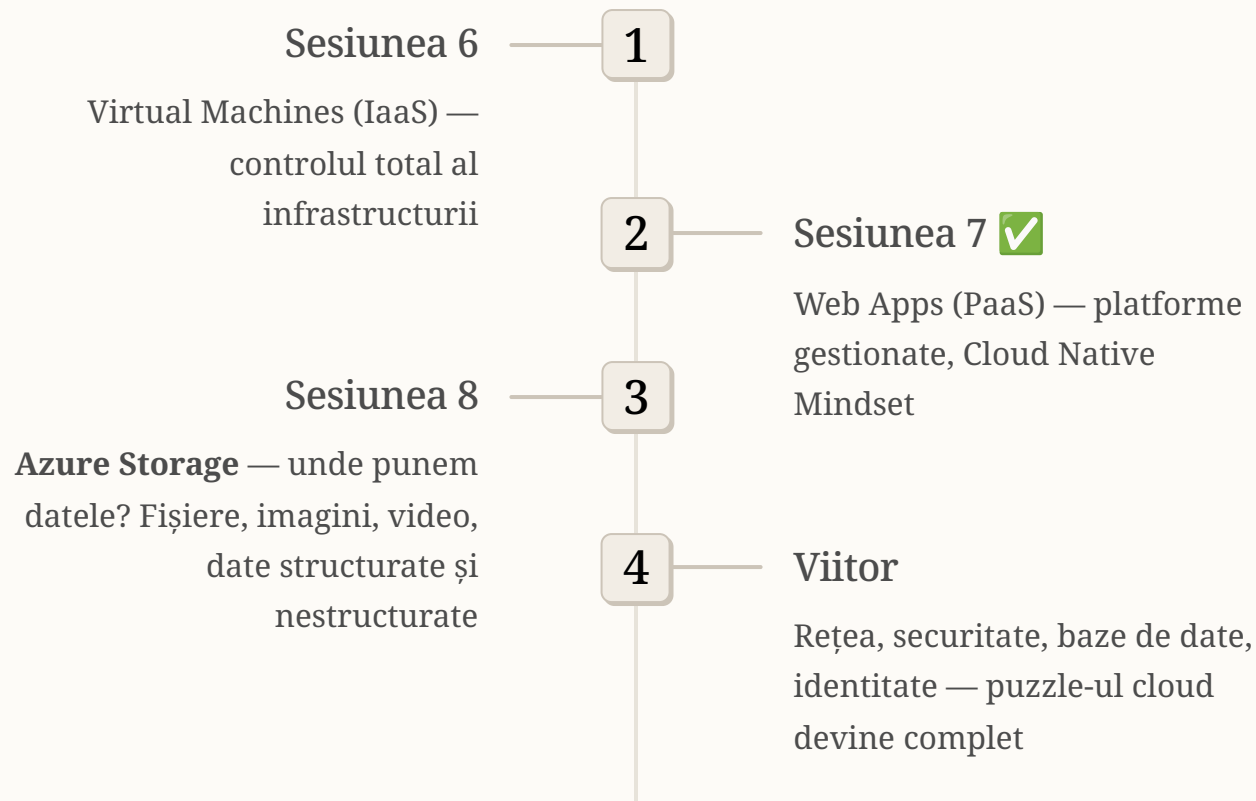 Sesiunea 6
1
Virtual Machines (IaaS) —
controlul total al
infrastructurii
2
Sesiunea 7 ✅
Web Apps (PaaS) — platforme
gestionate, Cloud Native
Mindset
Sesiunea 8
3
Azure Storage — unde punem
datele? Fișiere, imagini, video,
date structurate și
nestructurate
4
Viitor
Rețea, securitate, baze de date,
identitate — puzzle-ul cloud
devine complet